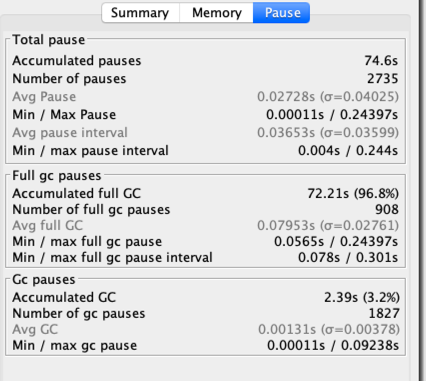 Summary Memory Pause
Total pause
Accumulated pauses 74.6s
Number of pauses 2735
Avg Pause 0.02728s (σ=0.04025)
Min / Max Pause 0.00011s / 0.24397s
Avg pause interval 0.03653s (σ=0.03599)
Min / max pause interval 0.004s / 0.244s
Full gc pauses
Accumulated full GC 72.21s (96.8%)
Number of full gc pauses 908
Avg full GC 0.07953s (σ=0.02761)
Min / max full gc pause 0.0565s / 0.24397s
Min / max full gc pause interval 0.078s / 0.301s
Gc pauses
Accumulated GC 2.39s (3.2%)
Number of gc pauses 1827
Avg GC 0.00131s (σ=0.00378)
Min / max gc pause 0.00011s / 0.09238s